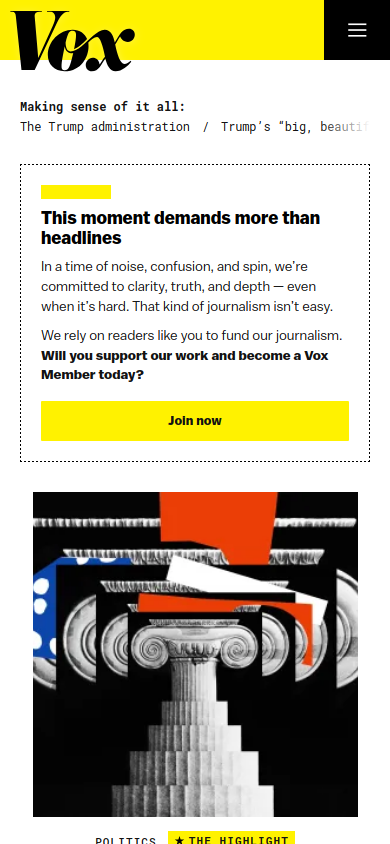 Vox
Making sense of it all:
The Trump administration / Trump's "big, beauti
This moment demands more than
headlines
In a time of noise, confusion, and spin, we're
committed to clarity, truth, and depth — even
when it's hard. That kind of journalism isn't easy.
We rely on readers like you to fund our journalism.
Will you support our work and become a Vox
Member today?
Join now
POLITICS ★ THE HIGHLIGHT